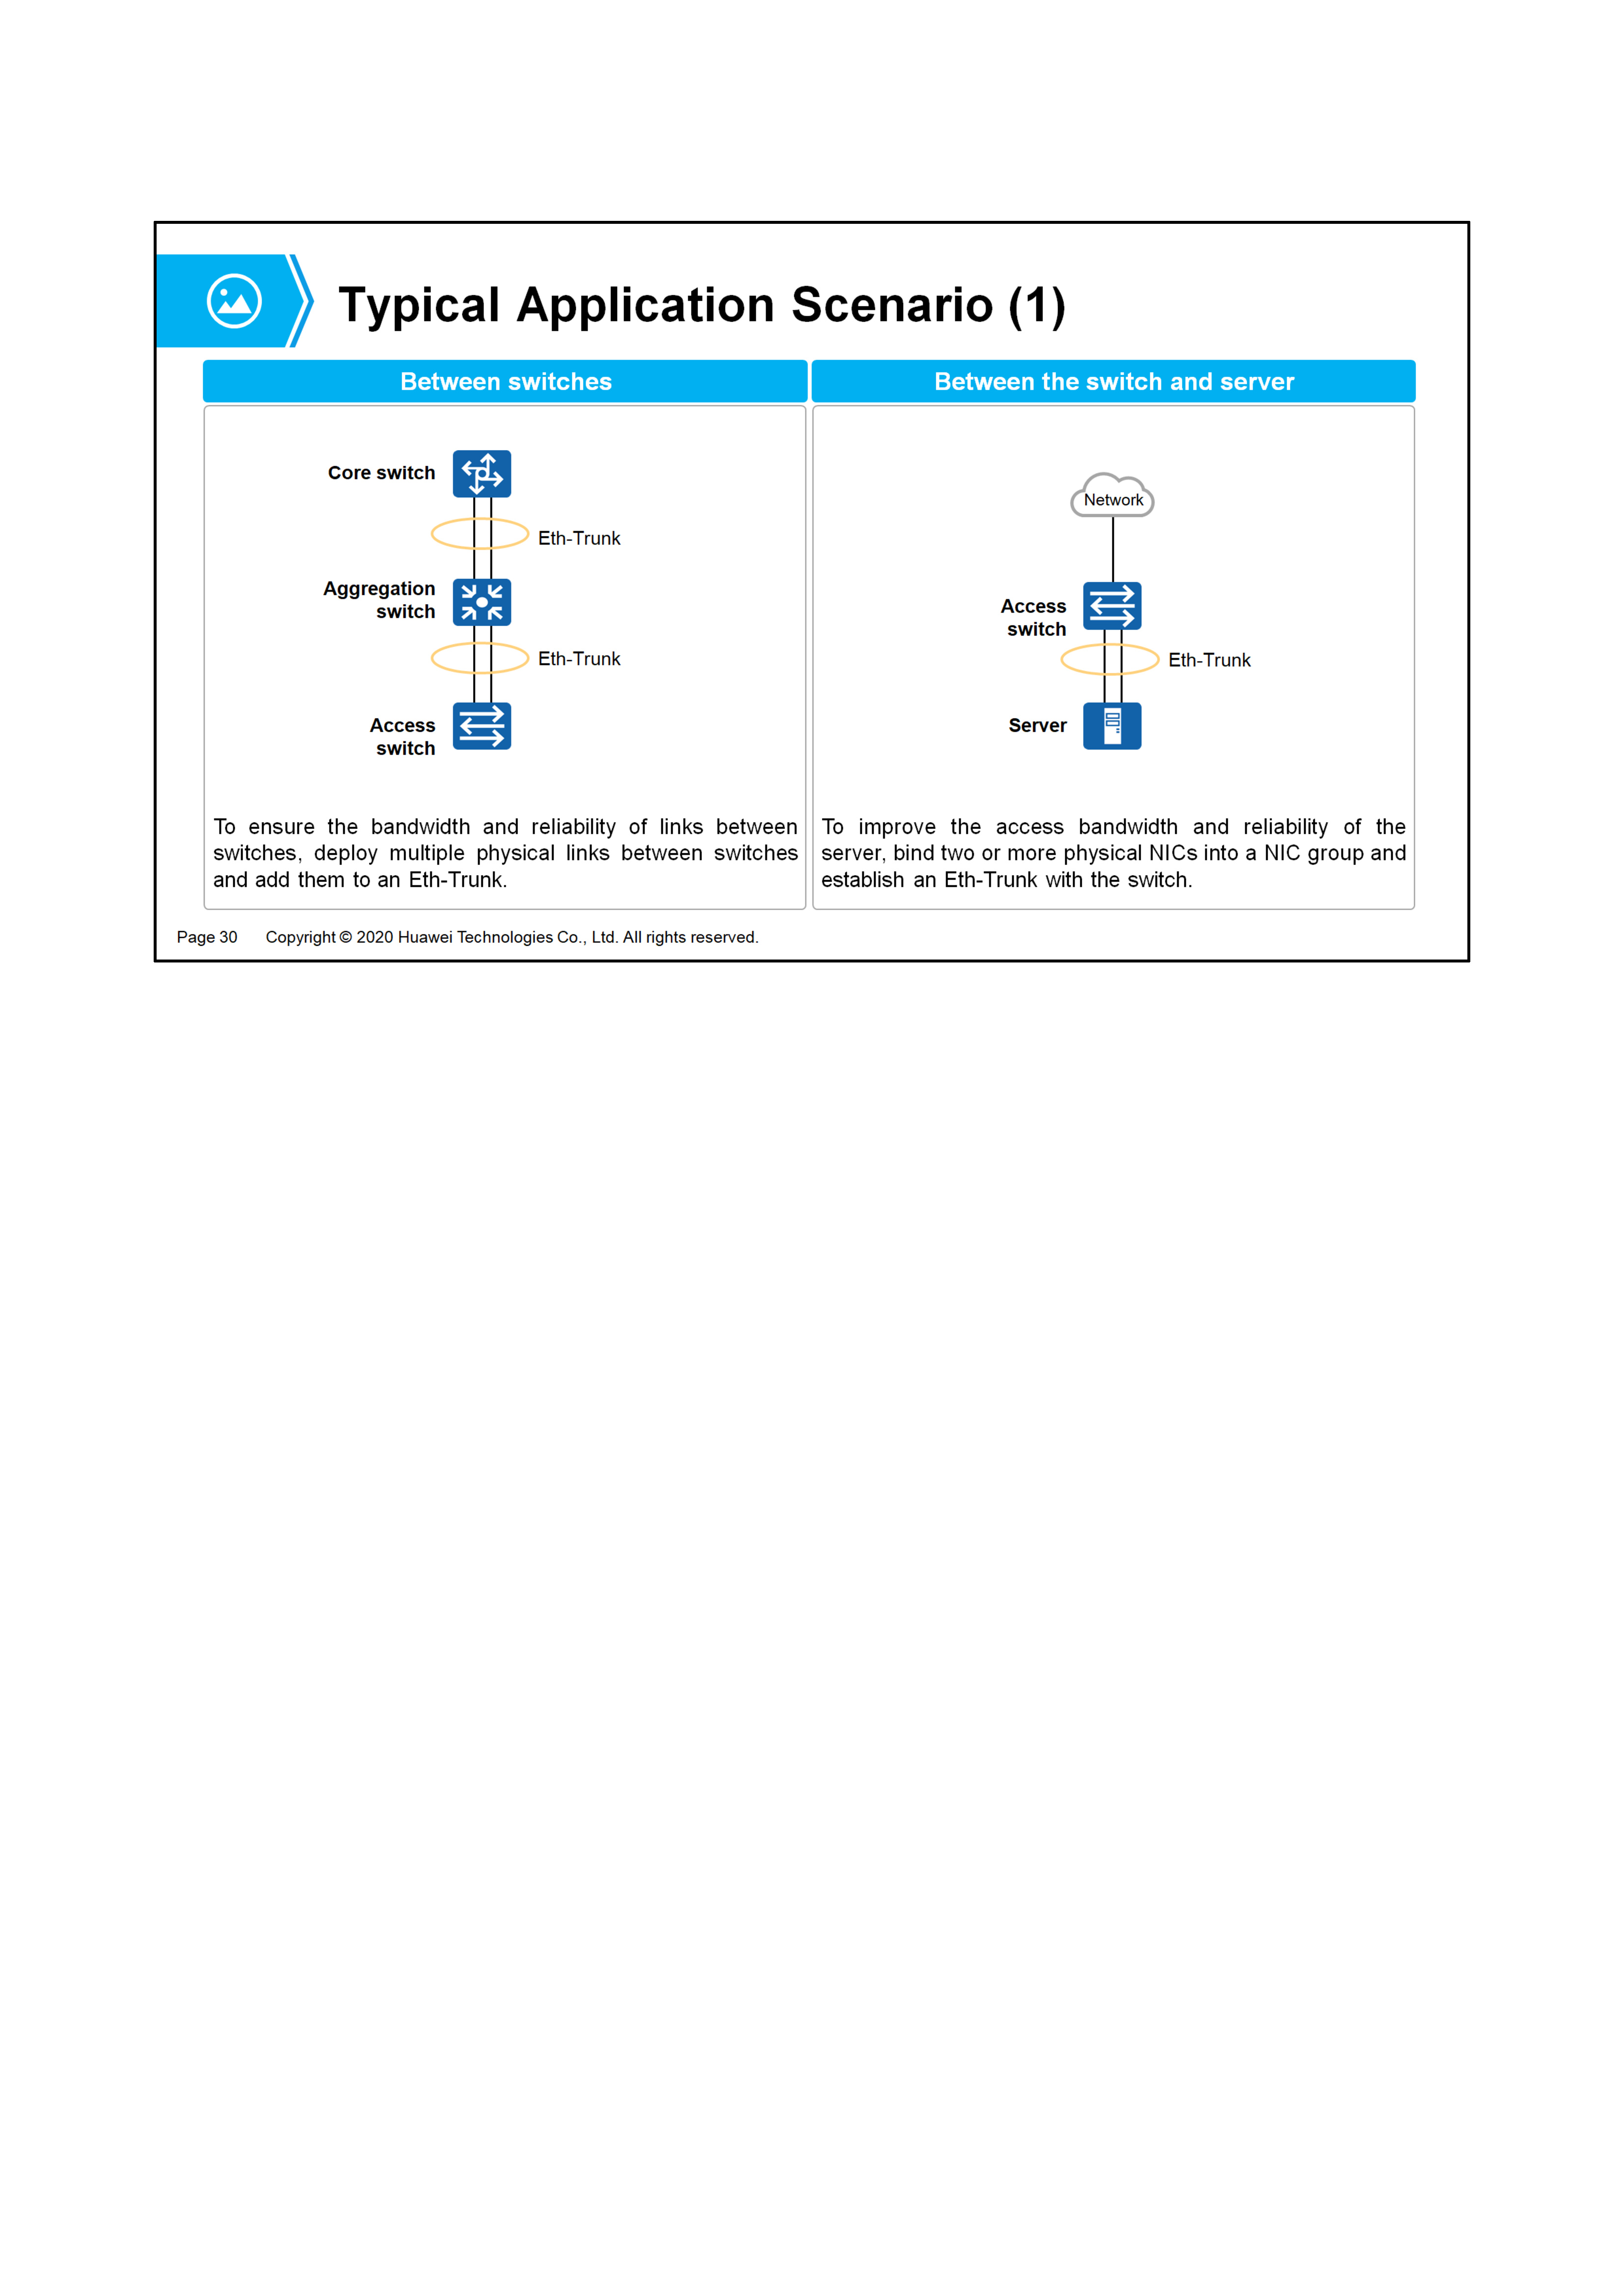 Typical Application Scenario (1)
Between switches
Core switch
Eth-Trunk
Aggregation
switch
Eth-Trunk
Access
switch
To ensure the bandwidth and reliability of links between
switches, deploy multiple physical links between switches
and add them to an Eth-Trunk.
Between the switch and server
Network
Access
switch
Eth-Trunk
Server
To improve the access bandwidth and reliability of the
server, bind two or more physical NICs into a NIC group and
establish an Eth-Trunk with the switch.
Page 30 Copyright © 2020 Huawei Technologies Co., Ltd. All rights reserved.